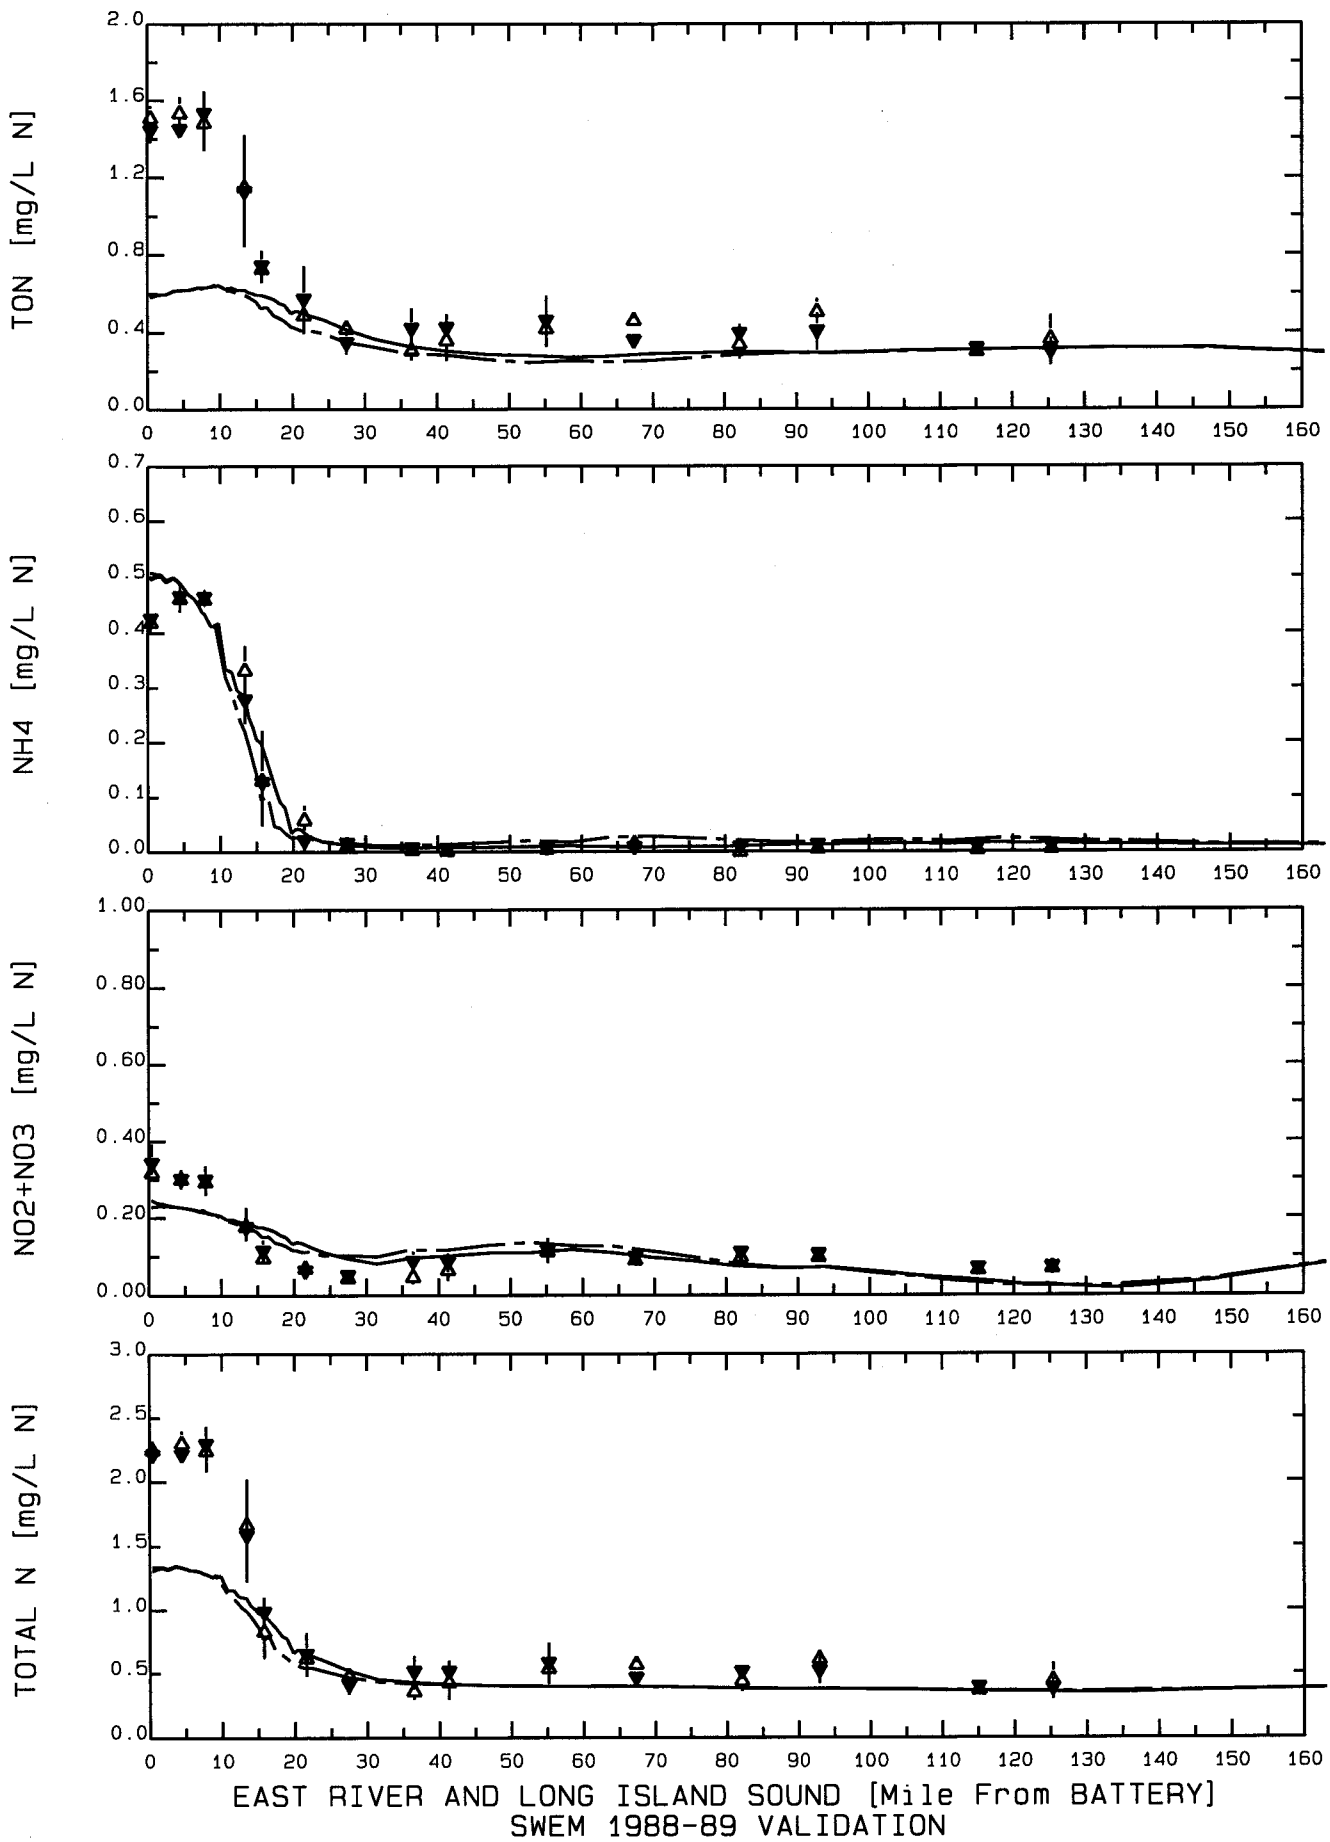 TON [mg/L N]
2.0
1.6
1.2
0.8
0.4
0.0
0 10 20 30 40 50 60 70 80 90 100 110 120 130 140 150 160
NH4 [mg/L N]
0.7
0.6
0.5
0.4
0.3
0.2
0.1
0.0
0 10 20 30 40 50 60 70 80 90 100 110 120 130 140 150 160
NO2+NO3 [mg/L N]
1.00
0.80
0.60
0.40
0.20
0.00
0 10 20 30 40 50 60 70 80 90 100 110 120 130 140 150 160
TOTAL N [mg/L N]
3.0
2.5
2.0
1.5
1.0
0.5
0.0
0 10 20 30 40 50 60 70 80 90 100 110 120 130 140 150 160
EAST RIVER AND LONG ISLAND SOUND [Mile From BATTERY]
SWEM 1988-89 VALIDATION